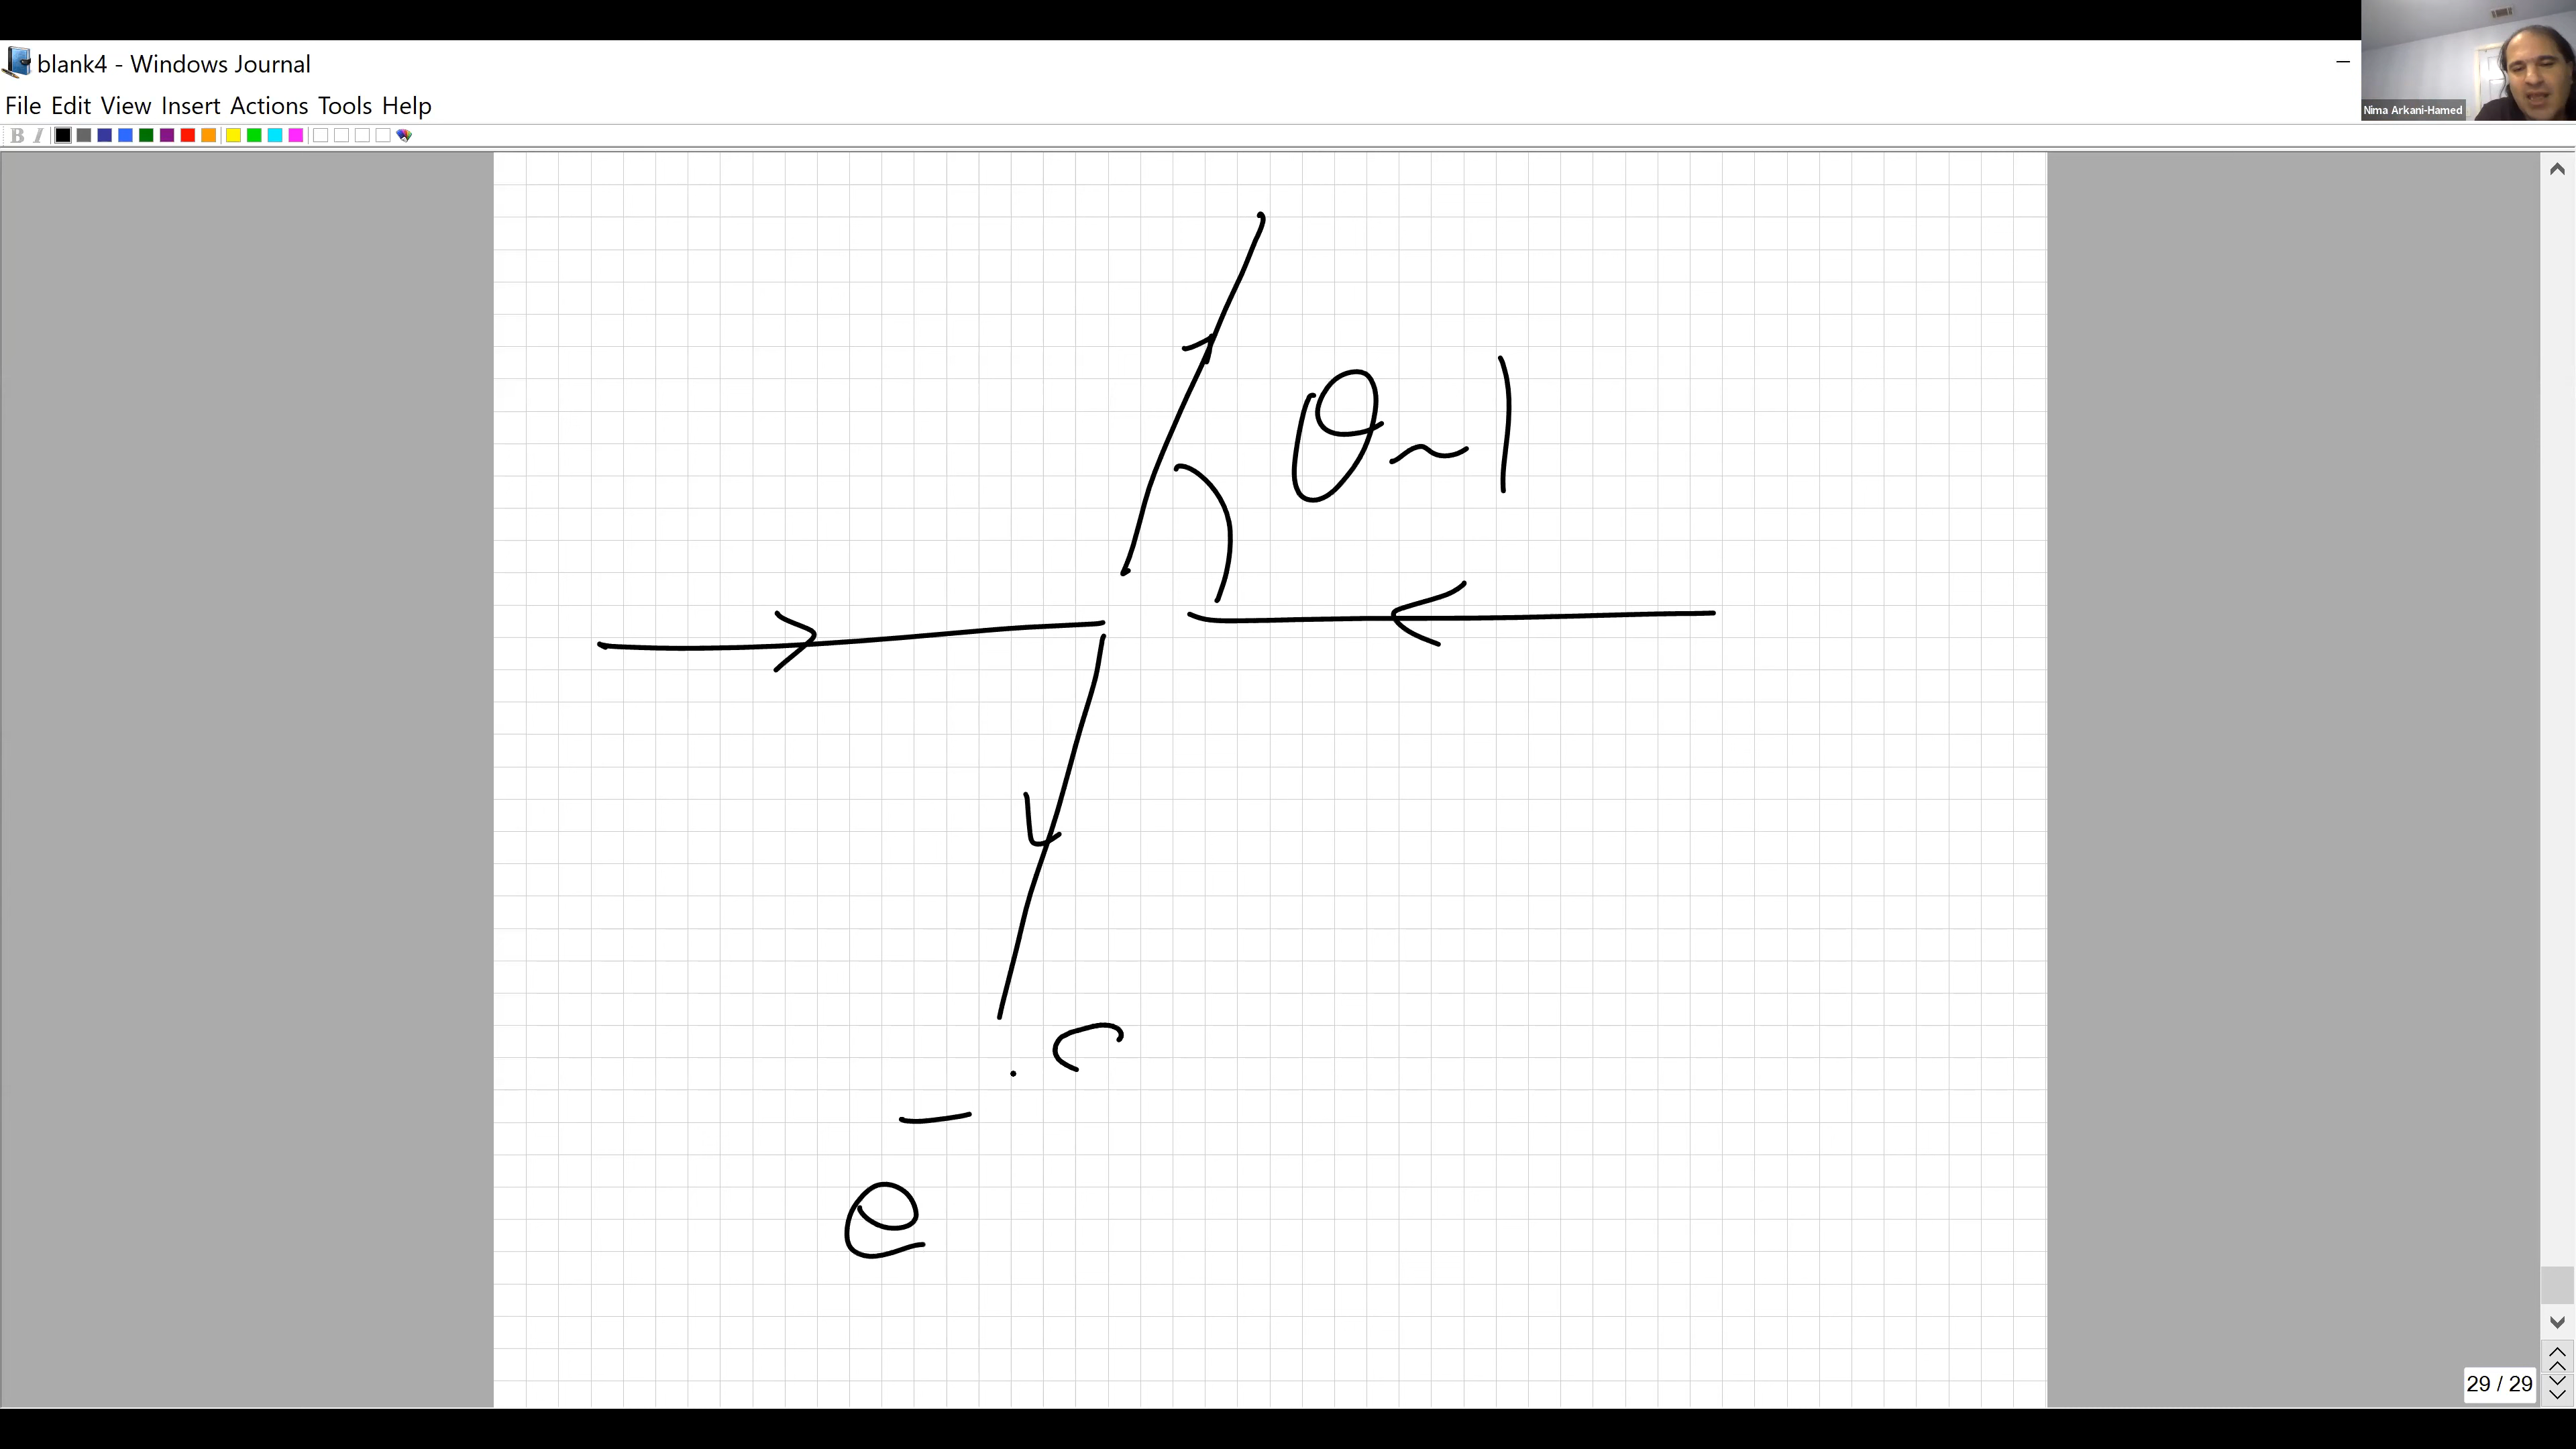 blank4 - Windows Journal
Nima Arkani-Hamed
File Edit View Insert Actions Tools Help
B I
θ ~ 1
e
29 / 29